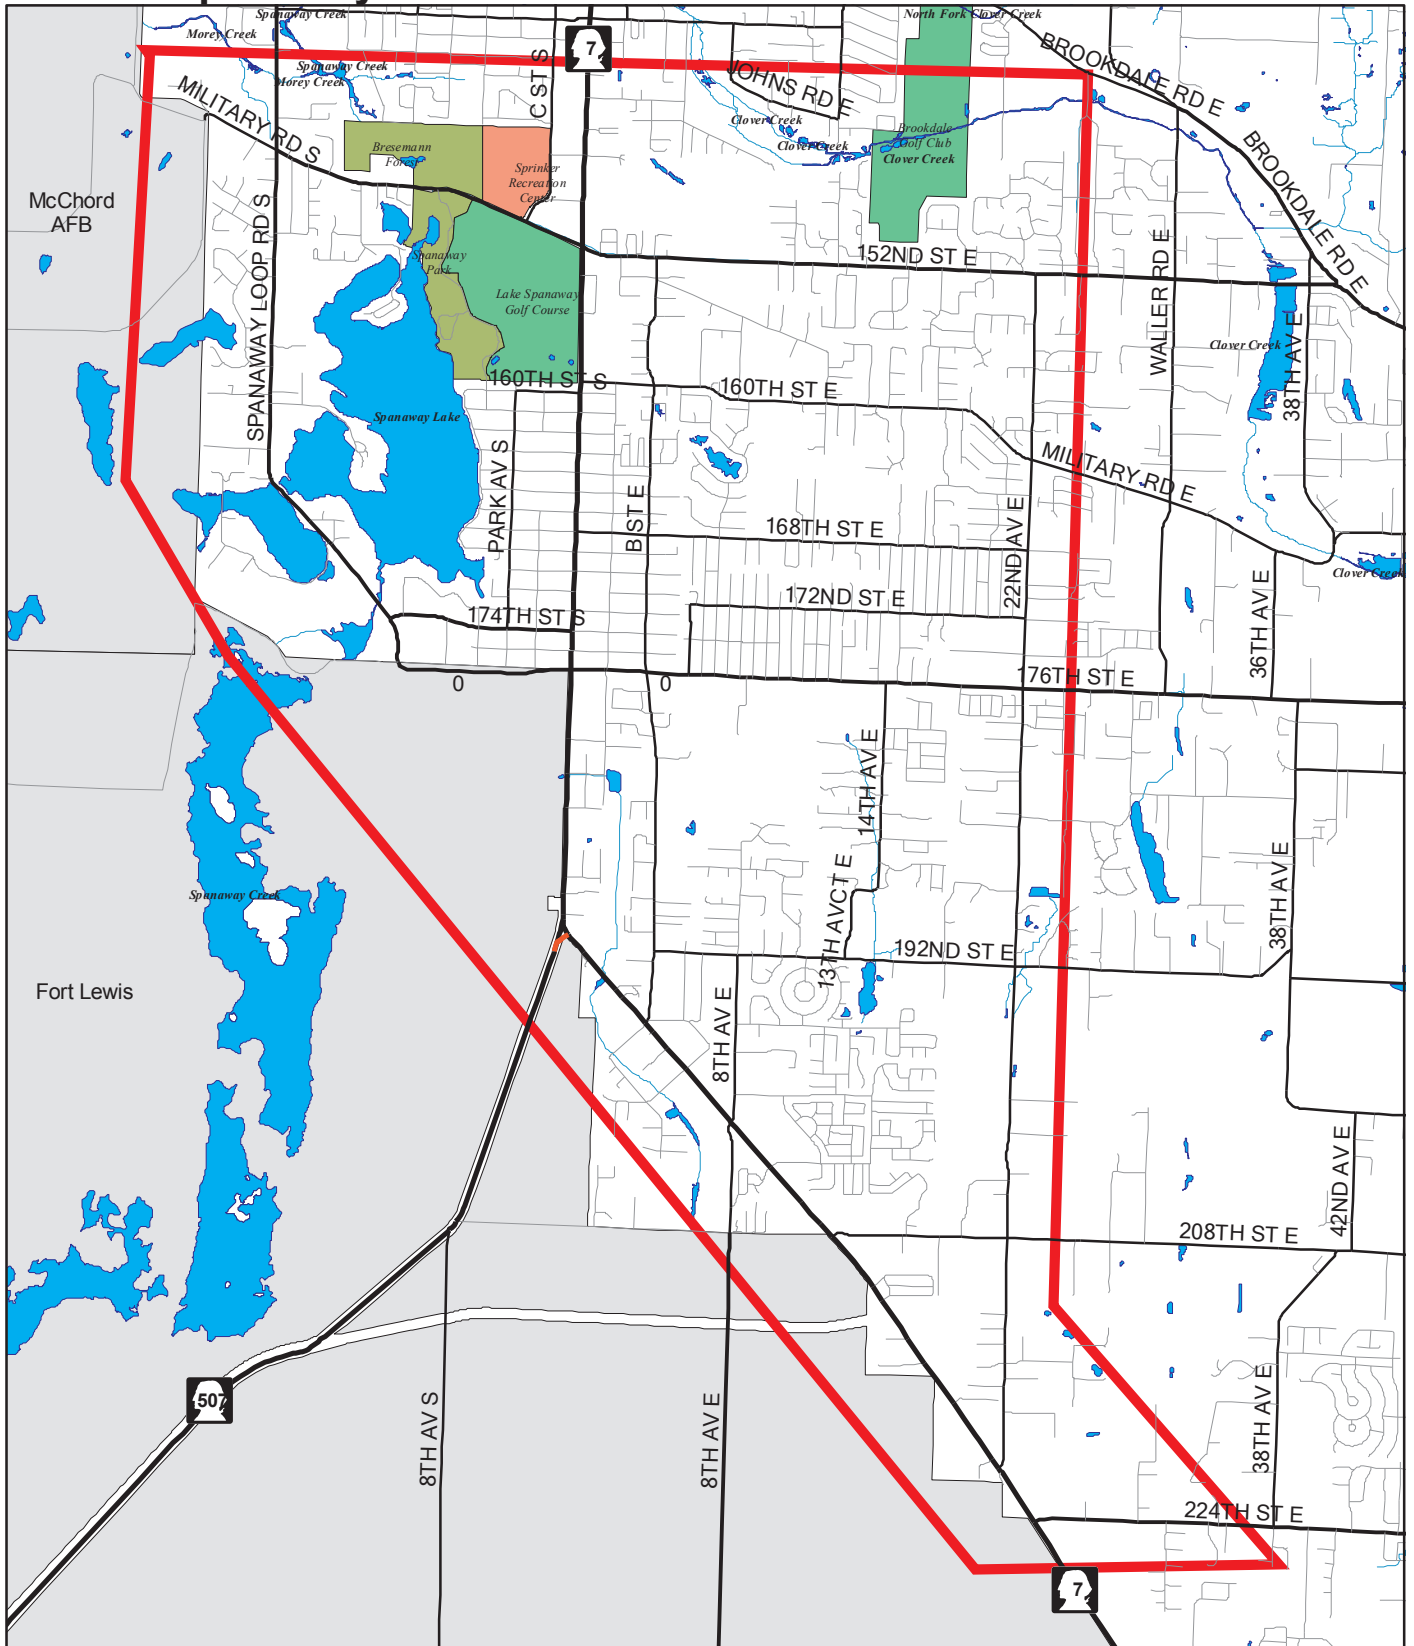 Spanaway Creek
North Fork Clover Creek
Morey Creek
7
BROOKDALE RD E
Spanaway Creek
Morey Creek
C ST S
JOHNS RD E
MILITARY RD S
Clover Creek
Clover Creek
Brookdale
Golf Club
Clover Creek
BROOKDALE RD E
Bresemann
Forest
Sprinker
Recreation
Center
McChord
AFB
SPANAWAY LOOP RD S
Spanaway
Park
152ND ST E
WALLER RD E
Lake Spanaway
Golf Course
Clover Creek
38TH AV E
160TH ST S
160TH ST E
Spanaway Lake
PARK AV S
B ST E
MILITARY RD E
168TH ST E
22ND AV E
172ND ST E
Clover Creek
36TH AV E
174TH ST S
176TH ST E
0
0
14TH AV E
13TH AVCT E
38TH AV E
Spanaway Creek
192ND ST E
Fort Lewis
8TH AV E
42ND AV E
208TH ST E
507
8TH AV S
8TH AV E
38TH AV E
224TH ST E
7